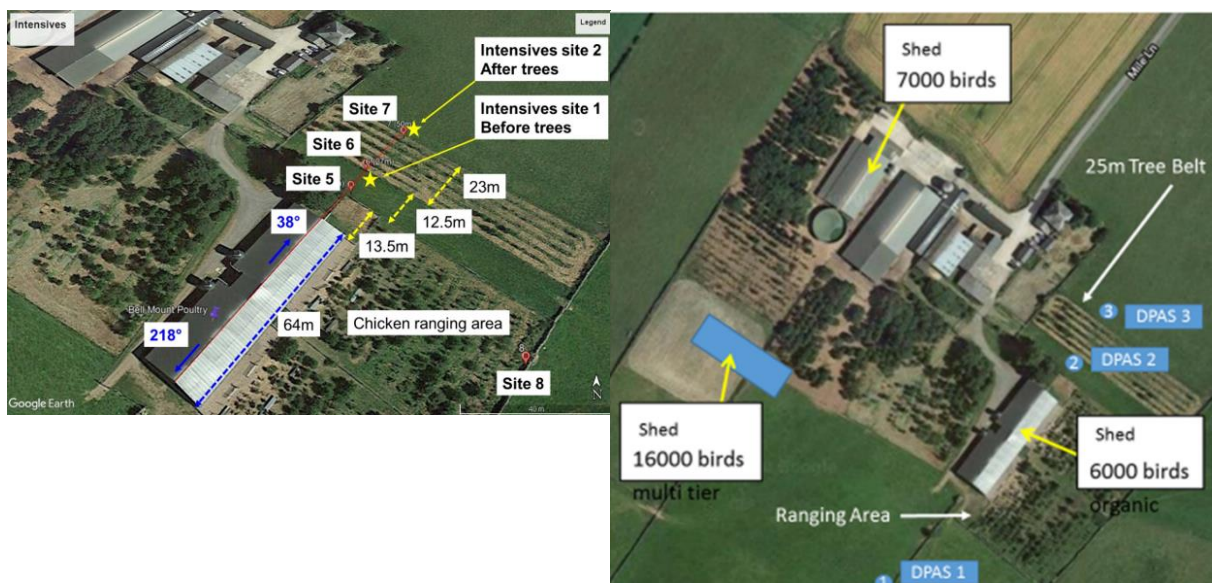 Intensives
Legend
Intensives site 2
After trees
Intensives site 1
Before trees
Site 7
Site 6
Site 5
23m
12.5m
13.5m
38°
64m
218°
Bell Mount Poultry
Chicken ranging area
8
Site 8
N
Google Earth
40 m
Shed
7000 birds
Mile Ln
25m Tree Belt
3
DPAS 3
2
DPAS 2
Shed
16000 birds
multi tier
Shed
6000 birds
organic
Ranging Area
1
DPAS 1